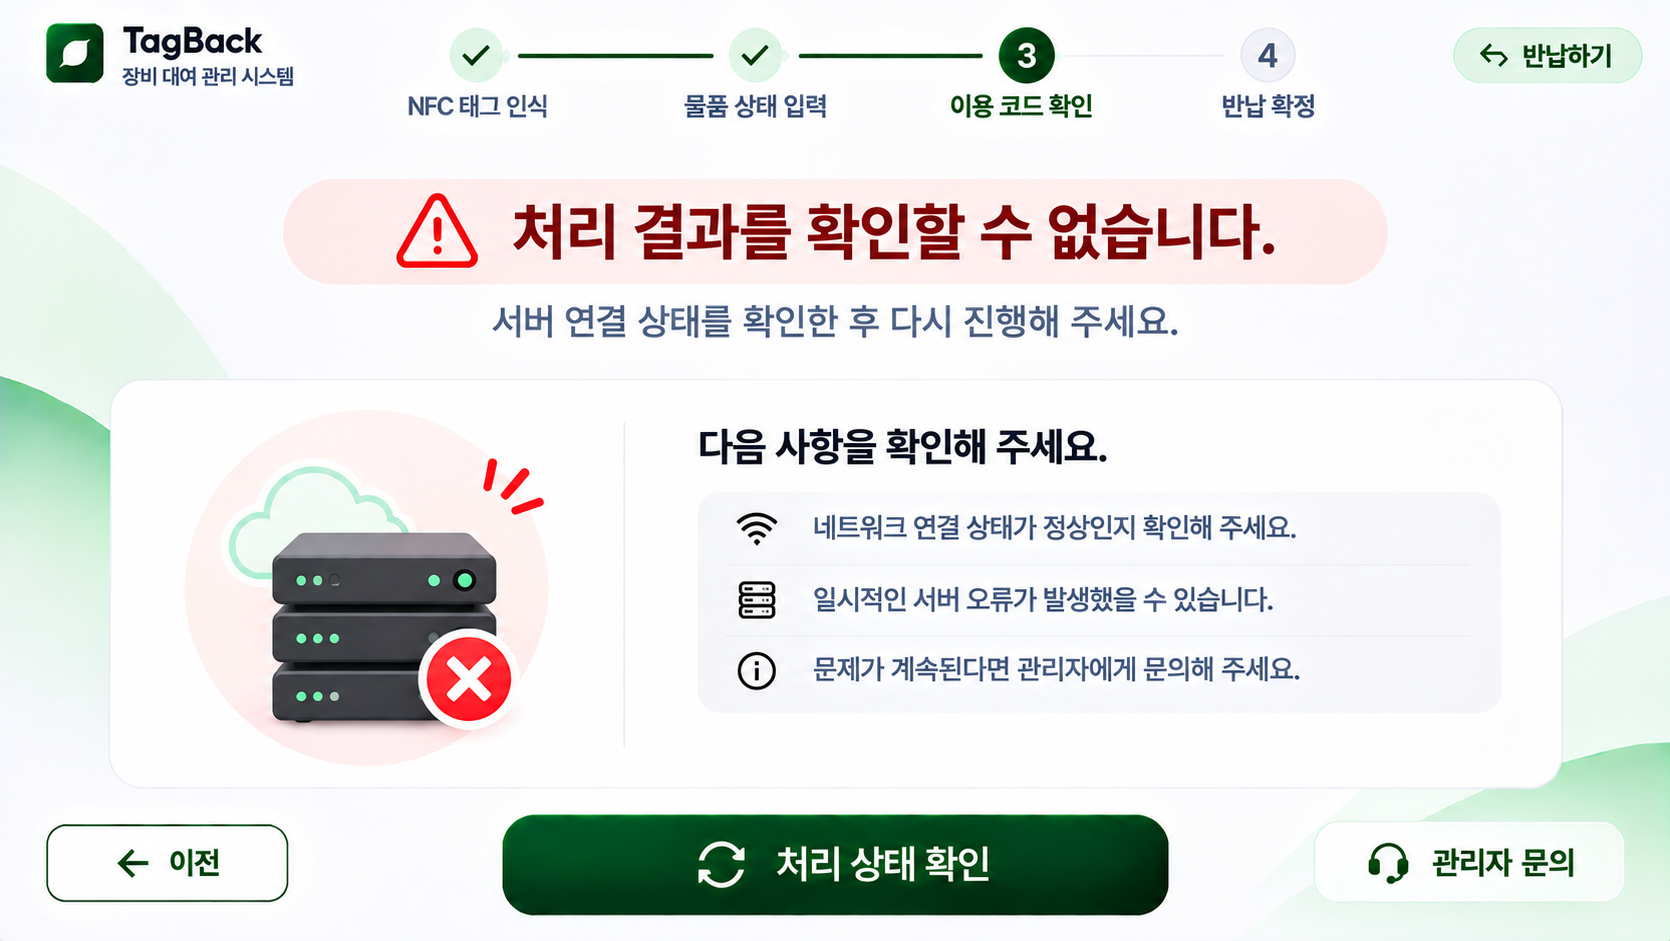 TagBack
장비 대여 관리 시스템
NFC 태그 인식
물품 상태 입력
3
이용 코드 확인
4
반납 확정
반납하기
처리 결과를 확인할 수 없습니다.
서버 연결 상태를 확인한 후 다시 진행해 주세요.
다음 사항을 확인해 주세요.
네트워크 연결 상태가 정상인지 확인해 주세요.
일시적인 서버 오류가 발생했을 수 있습니다.
문제가 계속된다면 관리자에게 문의해 주세요.
이전
처리 상태 확인
관리자 문의